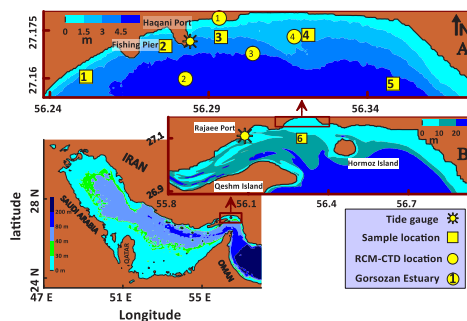 Haqani Port
Fishing Pier
0 1.5 3 4.5
m
1 2 3 4 5
1 2 3 4
N
A
27.175
27.16
56.24 56.29 56.34
Rajaee Port
6
0 10 20
m
B
Hormoz Island
Qeshm Island
27.1
26.9
55.8 56.1 56.4 56.7
IRAN
SAUDI ARABIA
QATAR
OMAN
200 m
100 m
80 m
60 m
30 m
0 m
latitude
28 N
24 N
47 E 51 E 55 E
Longitude
Tide gauge
Sample location
RCM-CTD location
Gorsozan Estuary 1